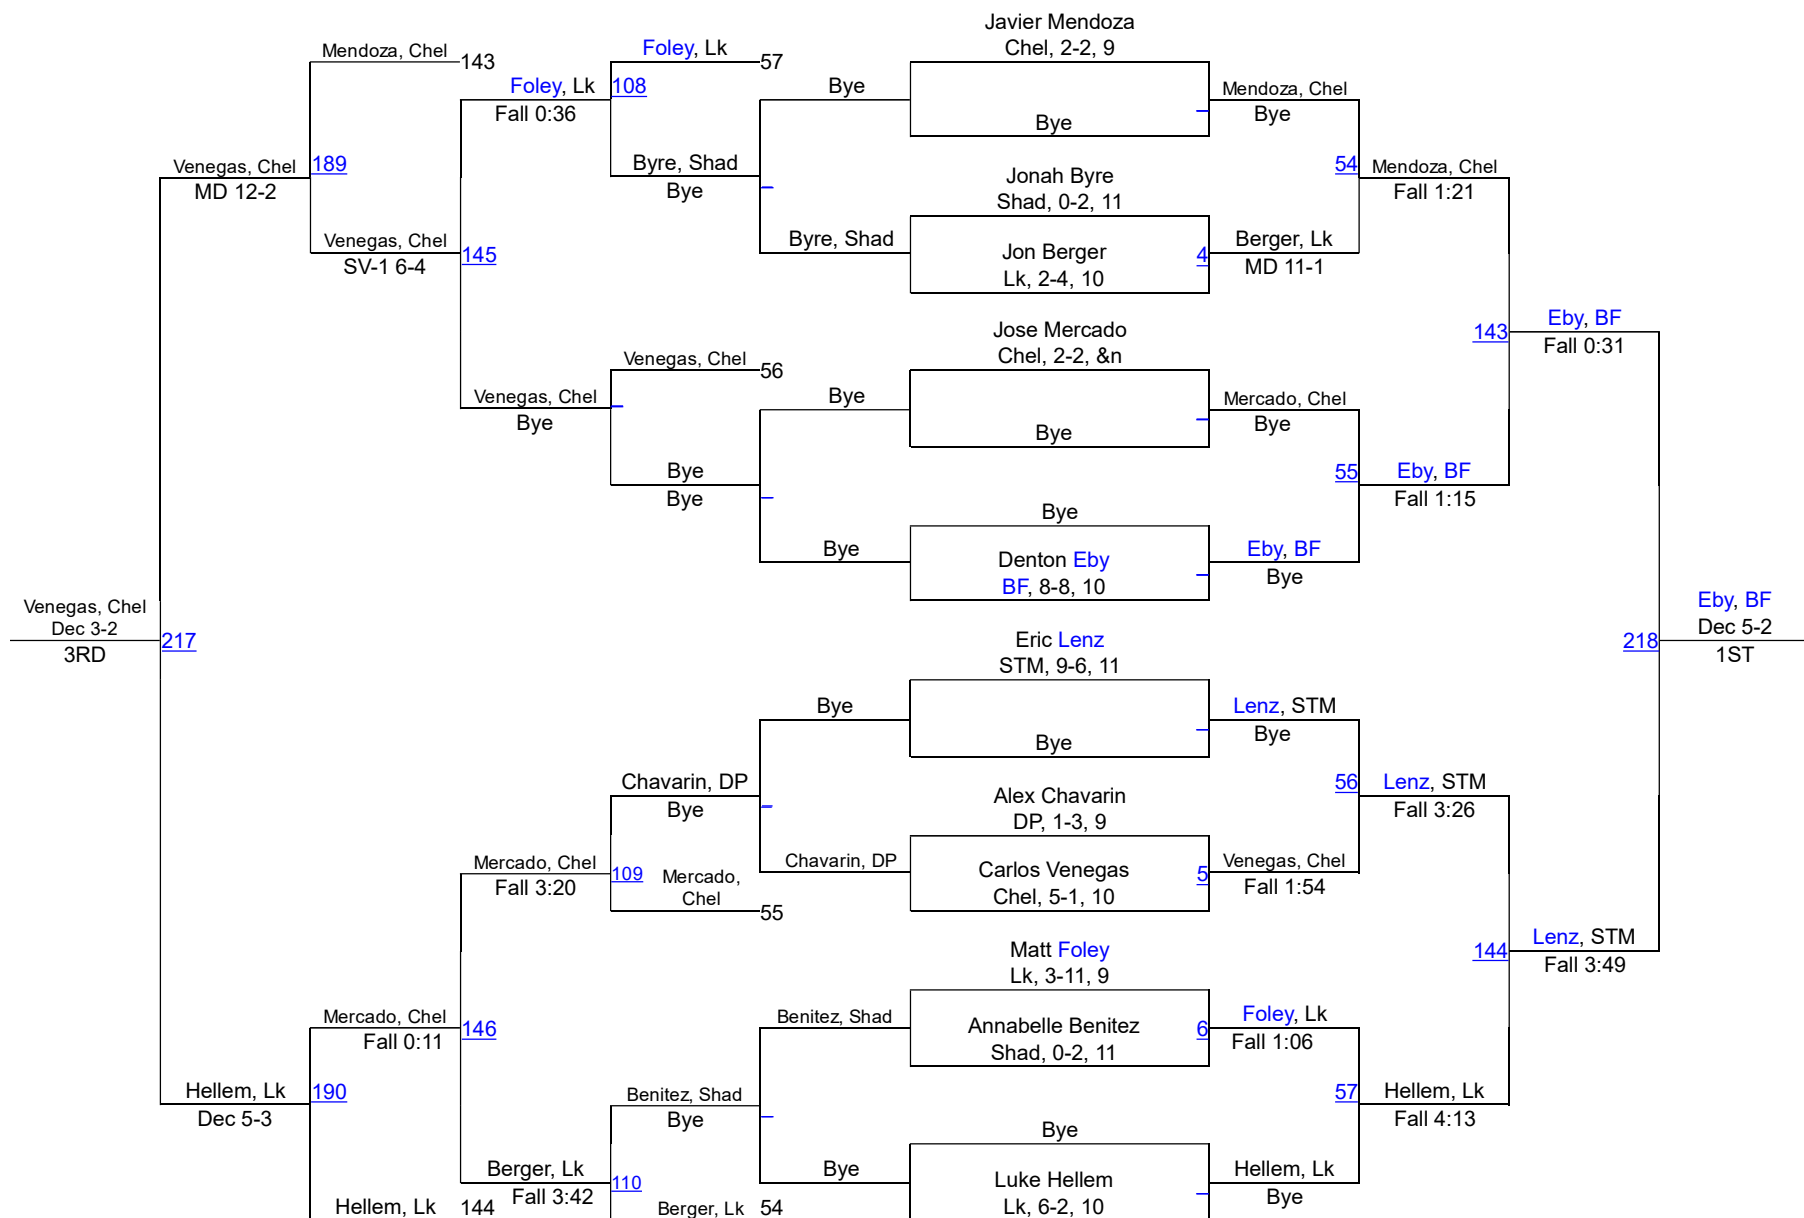 Javier Mendoza
Mendoza, Chel 143
Foley, Lk 57
Chel, 2-2, 9
Foley, Lk 108
Bye
Mendoza, Chel
Fall 0:36
Bye
Bye
Venegas, Chel 189
Byre, Shad
Jonah Byre
54 Mendoza, Chel
MD 12-2
Bye
Shad, 0-2, 11
Fall 1:21
Venegas, Chel
Byre, Shad
Jon Berger
4 Berger, Lk
SV-1 6-4
145
Lk, 2-4, 10
MD 11-1
Jose Mercado
143 Eby, BF
Venegas, Chel 56
Chel, 2-2, &n
Fall 0:31
Venegas, Chel
Bye
Mercado, Chel
Bye
Bye
Bye
Bye
55 Eby, BF
Bye
Fall 1:15
Bye
Bye
Denton Eby
Eby, BF
BF, 8-8, 10
Bye
Venegas, Chel
Eby, BF
Dec 3-2
Dec 5-2
217
Eric Lenz
218
3RD
STM, 9-6, 11
1ST
Bye
Lenz, STM
Bye
Bye
Chavarin, DP
Alex Chavarin
56 Lenz, STM
Bye
DP, 1-3, 9
Fall 3:26
Mercado, Chel
109 Mercado,
Chavarin, DP
Carlos Venegas
5 Venegas, Chel
Fall 3:20
Chel 55
Chel, 5-1, 10
Fall 1:54
Matt Foley
144 Lenz, STM
Lk, 3-11, 9
Fall 3:49
Mercado, Chel
146
Benitez, Shad
Annabelle Benitez
6 Foley, Lk
Fall 0:11
Shad, 0-2, 11
Fall 1:06
Hellem, Lk 190
Benitez, Shad
57 Hellem, Lk
Dec 5-3
Bye
Bye
Fall 4:13
Berger, Lk
110
Bye
Luke Hellem
Hellem, Lk
Fall 3:42
Lk, 6-2, 10
Bye
Hellem, Lk 144
Berger, Lk 54